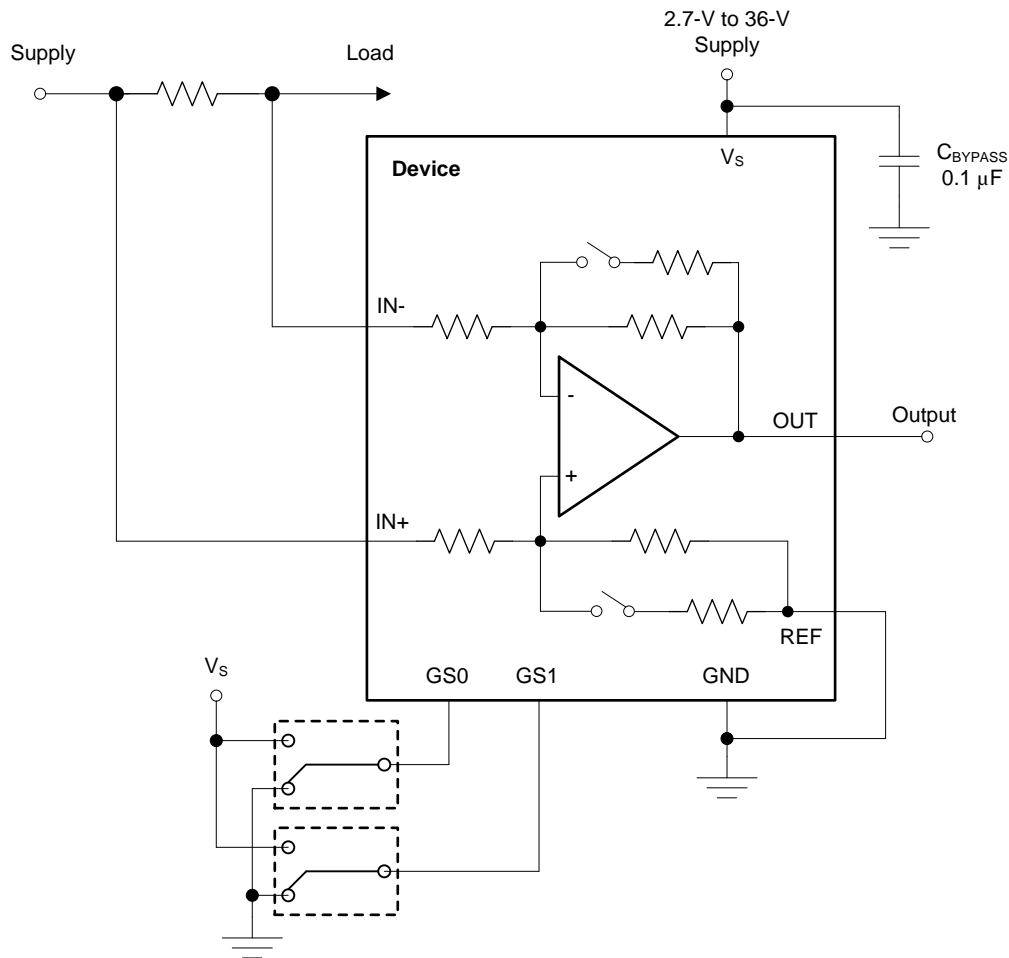 2.7-V to 36-V
Supply
Supply
Load
Device
VS
CBYPASS
0.1 μF
IN-
-
OUT
Output
+
IN+
REF
VS
GS0
GS1
GND